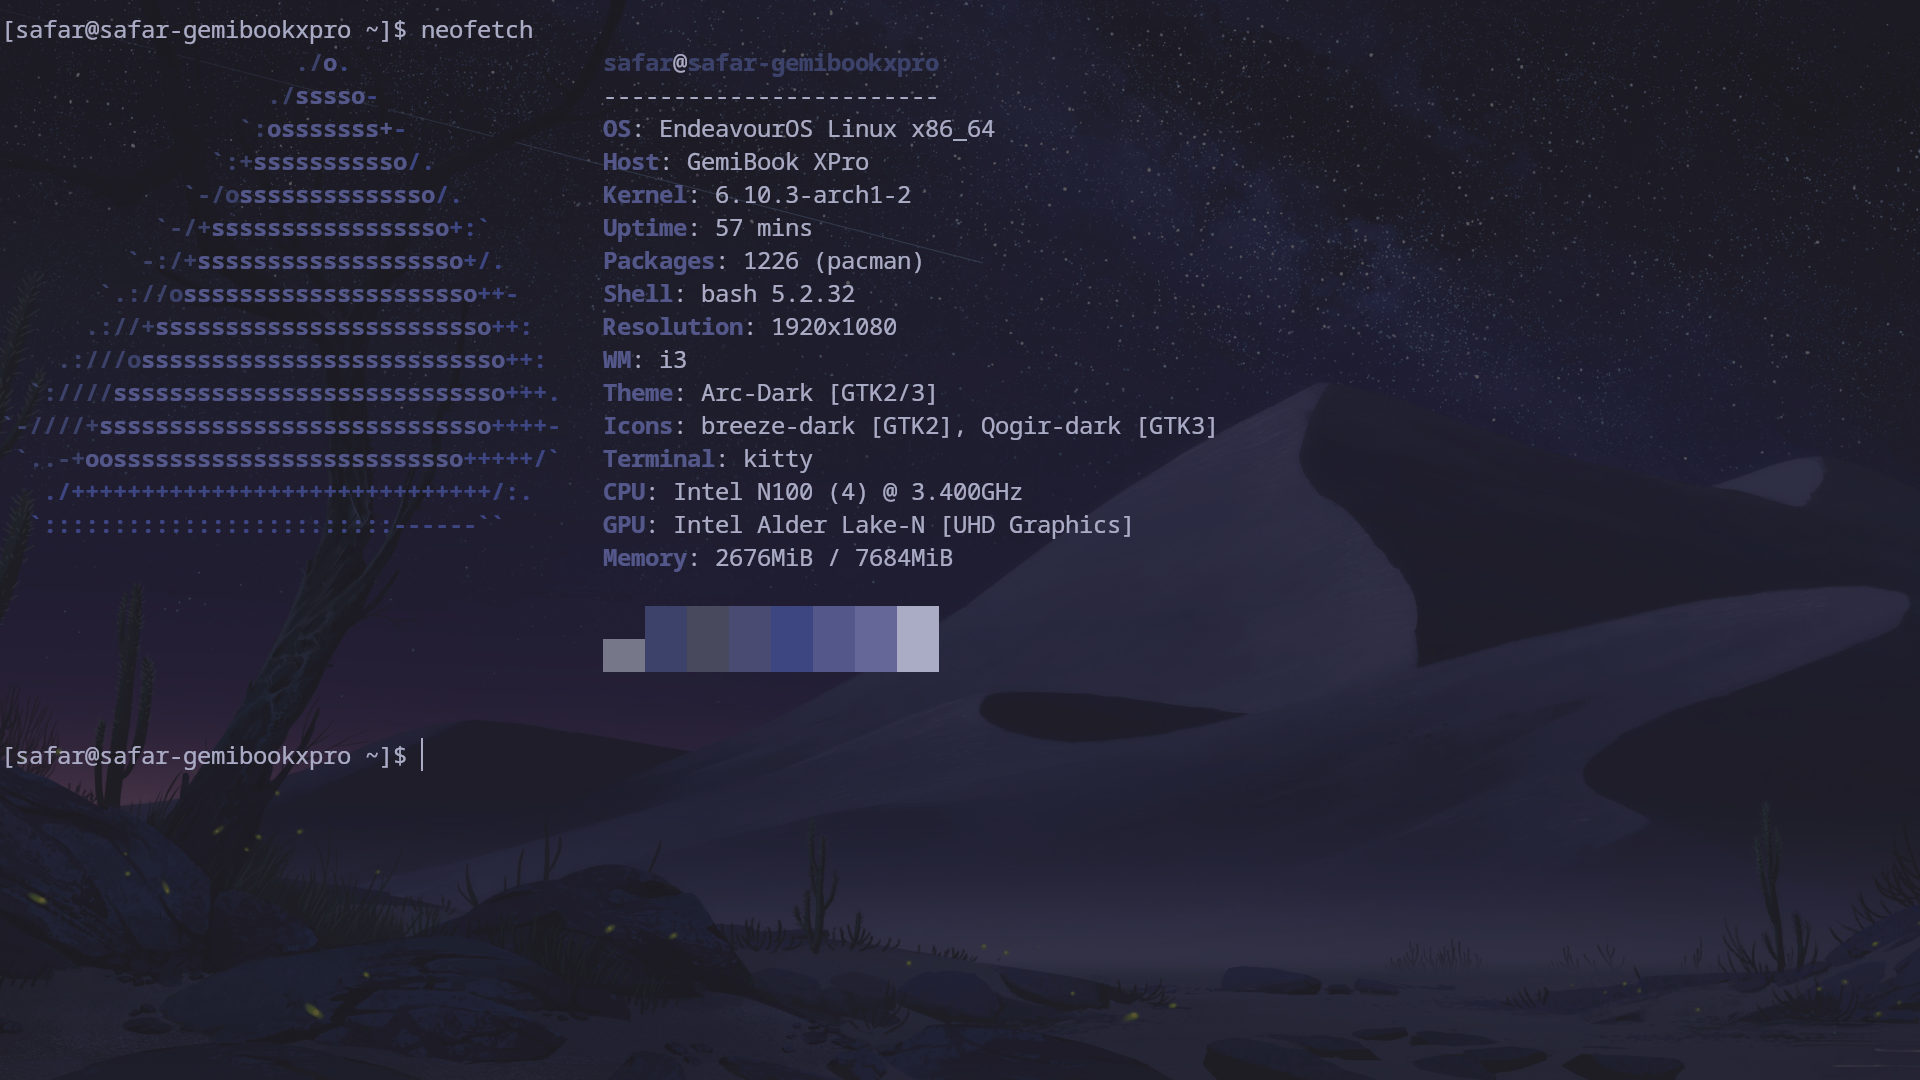 [safar@safar-gemibookxpro ~]$ neofetch
./o.
./sssso-
`:osssssss+-
`:+sssssssssso/.
`-/ossssssssssssso/.
`-/+sssssssssssssssso+:`
`-:/+sssssssssssssssssso+/.
`.://osssssssssssssssssssso++-
.://+ssssssssssssssssssssssso++:
.:///ossssssssssssssssssssssssso++:
`:////ssssssssssssssssssssssssssso+++.
`-////+ssssssssssssssssssssssssssso++++-
`..-+oosssssssssssssssssssssssso+++++/`
./++++++++++++++++++++++++++++++/:.
`:::::::::::::::::::::::::------``
safar@safar-gemibookxpro
------------------------
OS: EndeavourOS Linux x86_64
Host: GemiBook XPro
Kernel: 6.10.3-arch1-2
Uptime: 57 mins
Packages: 1226 (pacman)
Shell: bash 5.2.32
Resolution: 1920x1080
WM: i3
Theme: Arc-Dark [GTK2/3]
Icons: breeze-dark [GTK2], Qogir-dark [GTK3]
Terminal: kitty
CPU: Intel N100 (4) @ 3.400GHz
GPU: Intel Alder Lake-N [UHD Graphics]
Memory: 2676MiB / 7684MiB
[safar@safar-gemibookxpro ~]$